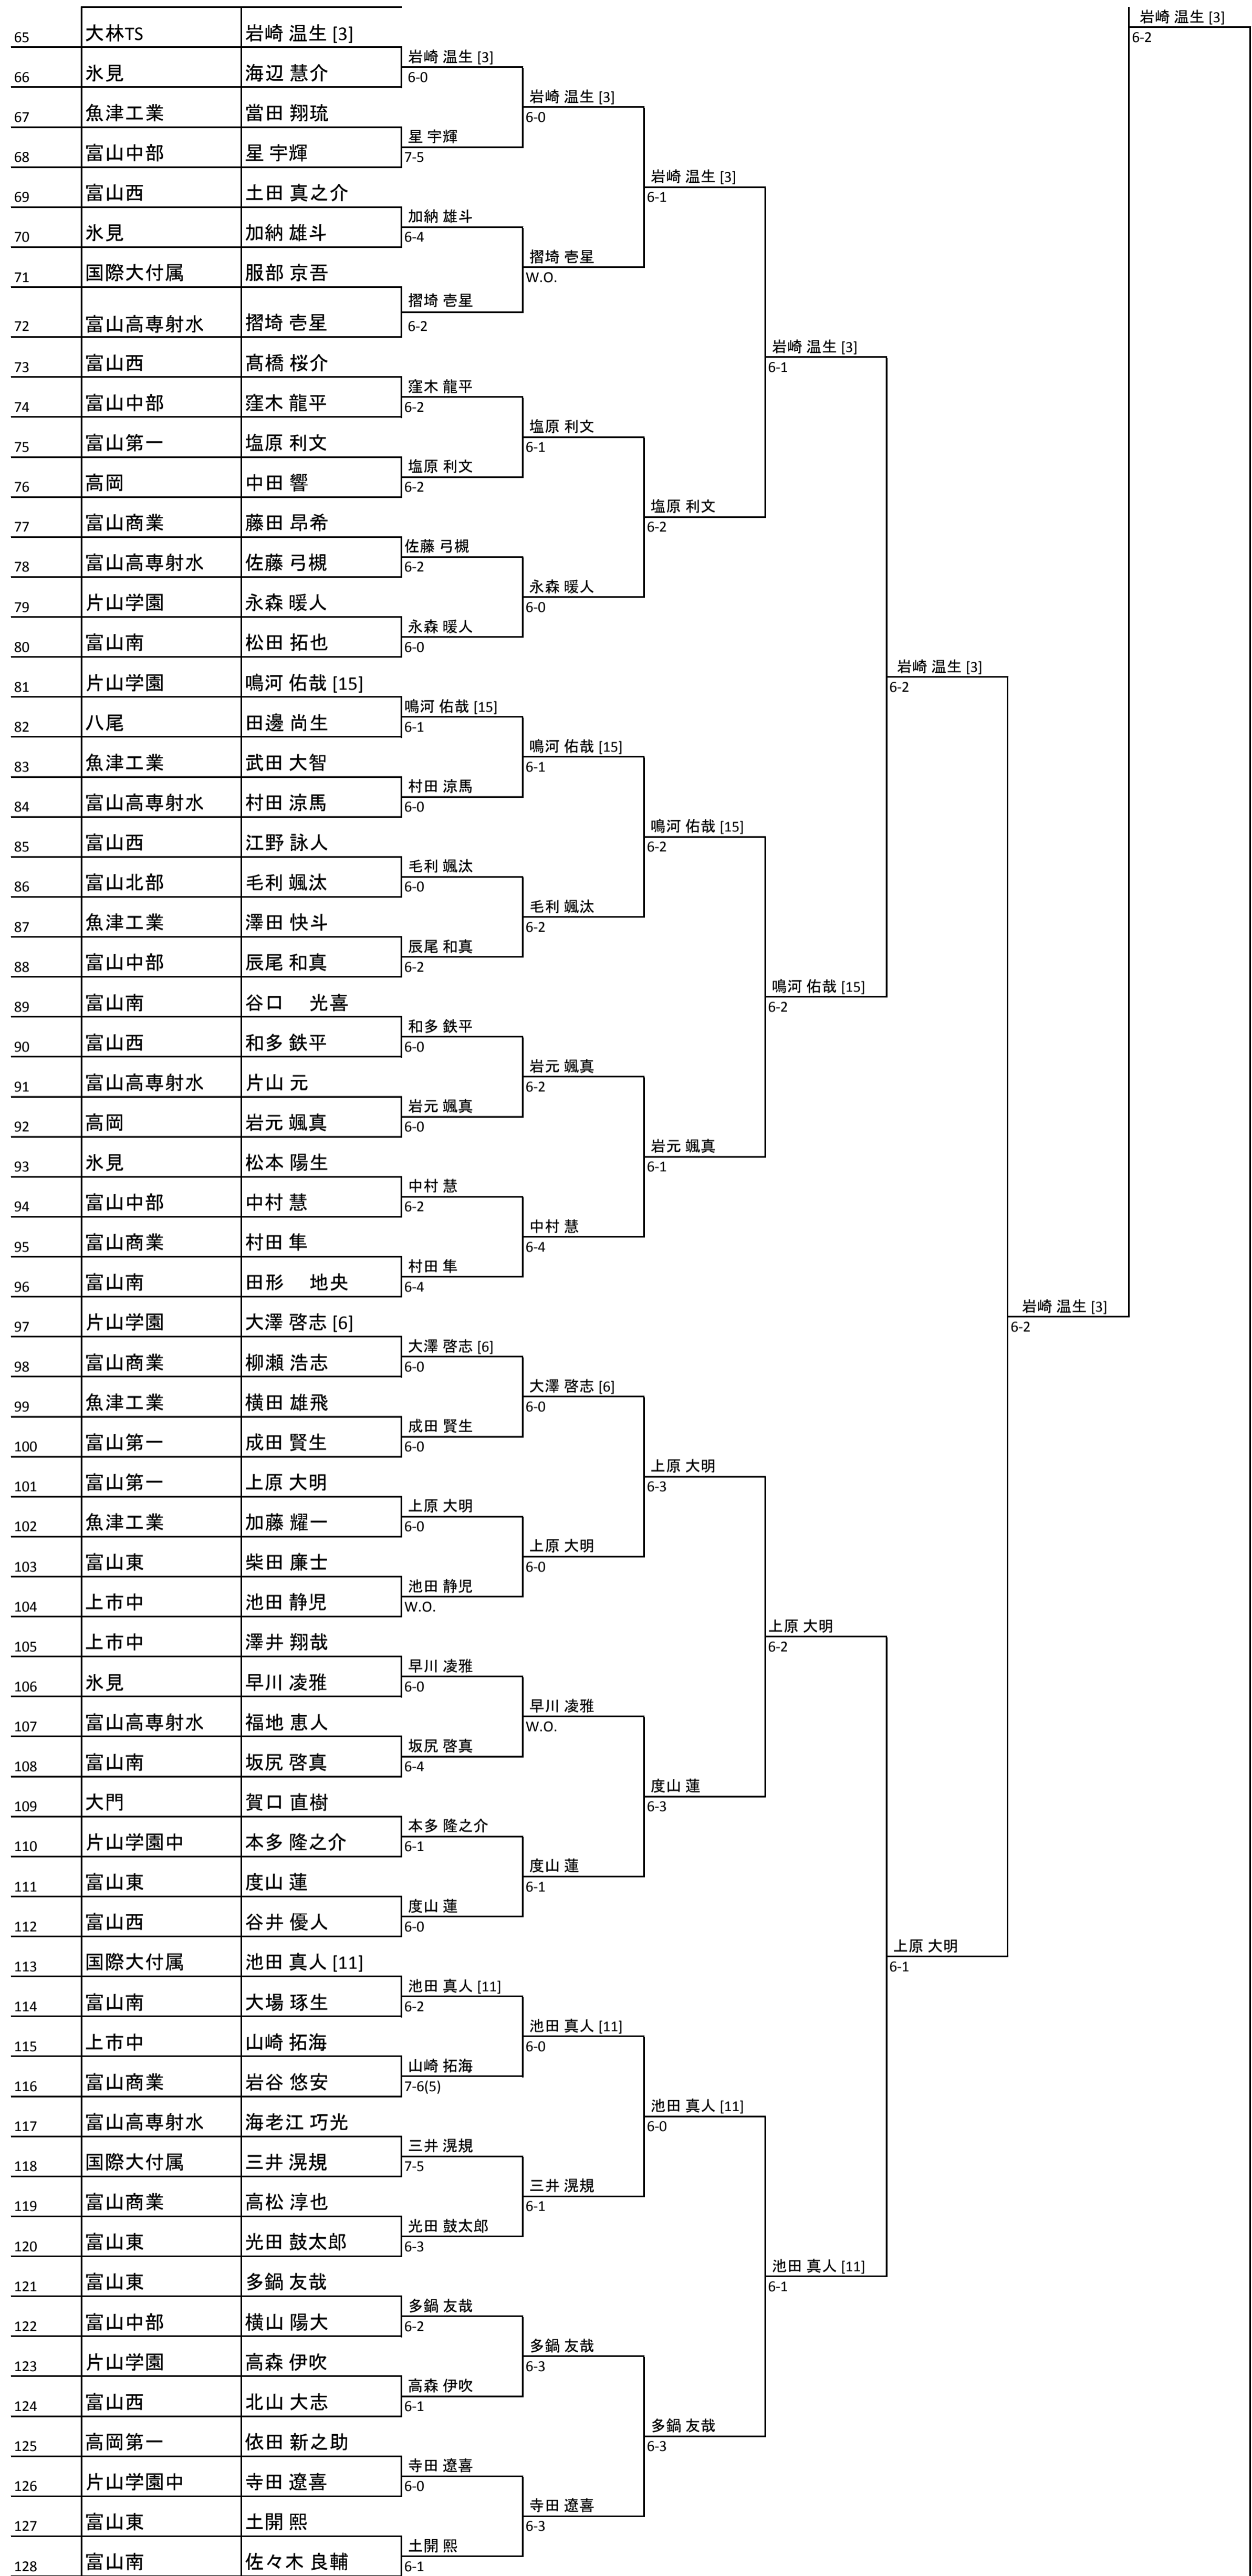 岩崎 温生 [3]
6-2
65 大林TS 岩崎 温生 [3]
岩崎 温生 [3]
6-0
66 氷見 海辺 慧介
岩崎 温生 [3]
6-0
67 魚津工業 當田 翔琉
星 宇輝
7-5
68 富山中部 星 宇輝
岩崎 温生 [3]
6-1
69 富山西 土田 真之介
加納 雄斗
6-4
70 氷見 加納 雄斗
摺埼 壱星
W.O.
71 国際大付属 服部 京吾
摺埼 壱星
6-2
72 富山高専射水 摺埼 壱星
岩崎 温生 [3]
6-1
73 富山西 髙橋 桜介
窪木 龍平
6-2
74 富山中部 窪木 龍平
塩原 利文
6-1
75 富山第一 塩原 利文
塩原 利文
6-2
76 高岡 中田 響
塩原 利文
6-2
77 富山商業 藤田 昂希
佐藤 弓槻
6-2
78 富山高専射水 佐藤 弓槻
永森 暖人
6-0
79 片山学園 永森 暖人
永森 暖人
6-0
80 富山南 松田 拓也
岩崎 温生 [3]
6-2
81 片山学園 鳴河 佑哉 [15]
鳴河 佑哉 [15]
6-1
82 八尾 田邊 尚生
鳴河 佑哉 [15]
6-1
83 魚津工業 武田 大智
村田 涼馬
6-0
84 富山高専射水 村田 涼馬
鳴河 佑哉 [15]
6-2
85 富山西 江野 詠人
毛利 颯汰
6-0
86 富山北部 毛利 颯汰
毛利 颯汰
6-2
87 魚津工業 澤田 快斗
辰尾 和真
6-2
88 富山中部 辰尾 和真
鳴河 佑哉 [15]
6-2
89 富山南 谷口　光喜
和多 鉄平
6-0
90 富山西 和多 鉄平
岩元 颯真
6-2
91 富山高専射水 片山 元
岩元 颯真
6-0
92 高岡 岩元 颯真
岩元 颯真
6-1
93 氷見 松本 陽生
中村 慧
6-2
94 富山中部 中村 慧
中村 慧
6-4
95 富山商業 村田 隼
村田 隼
6-4
96 富山南 田形　地央
岩崎 温生 [3]
6-2
97 片山学園 大澤 啓志 [6]
大澤 啓志 [6]
6-0
98 富山商業 柳瀬 浩志
大澤 啓志 [6]
6-0
99 魚津工業 横田 雄飛
成田 賢生
6-0
100 富山第一 成田 賢生
上原 大明
6-3
101 富山第一 上原 大明
上原 大明
6-0
102 魚津工業 加藤 耀一
上原 大明
6-0
103 富山東 柴田 廉士
池田 静児
W.O.
104 上市中 池田 静児
上原 大明
6-2
105 上市中 澤井 翔哉
早川 凌雅
6-0
106 氷見 早川 凌雅
早川 凌雅
W.O.
107 富山高専射水 福地 恵人
坂尻 啓真
6-4
108 富山南 坂尻 啓真
度山 蓮
6-3
109 大門 賀口 直樹
本多 隆之介
6-1
110 片山学園中 本多 隆之介
度山 蓮
6-1
111 富山東 度山 蓮
度山 蓮
6-0
112 富山西 谷井 優人
上原 大明
6-1
113 国際大付属 池田 真人 [11]
池田 真人 [11]
6-2
114 富山南 大場 琢生
池田 真人 [11]
6-0
115 上市中 山崎 拓海
山崎 拓海
7-6(5)
116 富山商業 岩谷 悠安
池田 真人 [11]
6-0
117 富山高専射水 海老江 巧光
三井 滉規
7-5
118 国際大付属 三井 滉規
三井 滉規
6-1
119 富山商業 高松 淳也
光田 鼓太郎
6-3
120 富山東 光田 鼓太郎
池田 真人 [11]
6-1
121 富山東 多鍋 友哉
多鍋 友哉
6-2
122 富山中部 横山 陽大
多鍋 友哉
6-3
123 片山学園 高森 伊吹
高森 伊吹
6-1
124 富山西 北山 大志
多鍋 友哉
6-3
125 高岡第一 依田 新之助
寺田 遼喜
6-0
126 片山学園中 寺田 遼喜
寺田 遼喜
6-3
127 富山東 土開 熙
土開 熙
6-1
128 富山南 佐々木 良輔